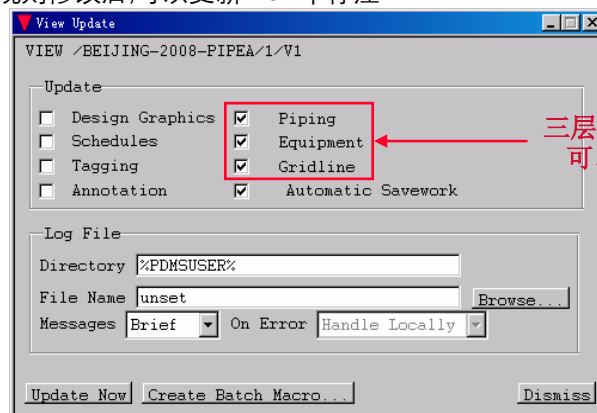 View Update
VIEW /BEIJING-2008-PIPEA/1/V1
Update
Design Graphics Piping
Schedules Equipment
Tagging Gridline
Annotation Automatic Savework
三层
可
Log File
Directory %PDMSUSER%
File Name unset Browse...
Messages Brief On Error Handle Locally
Update Now Create Batch Macro... Dismiss